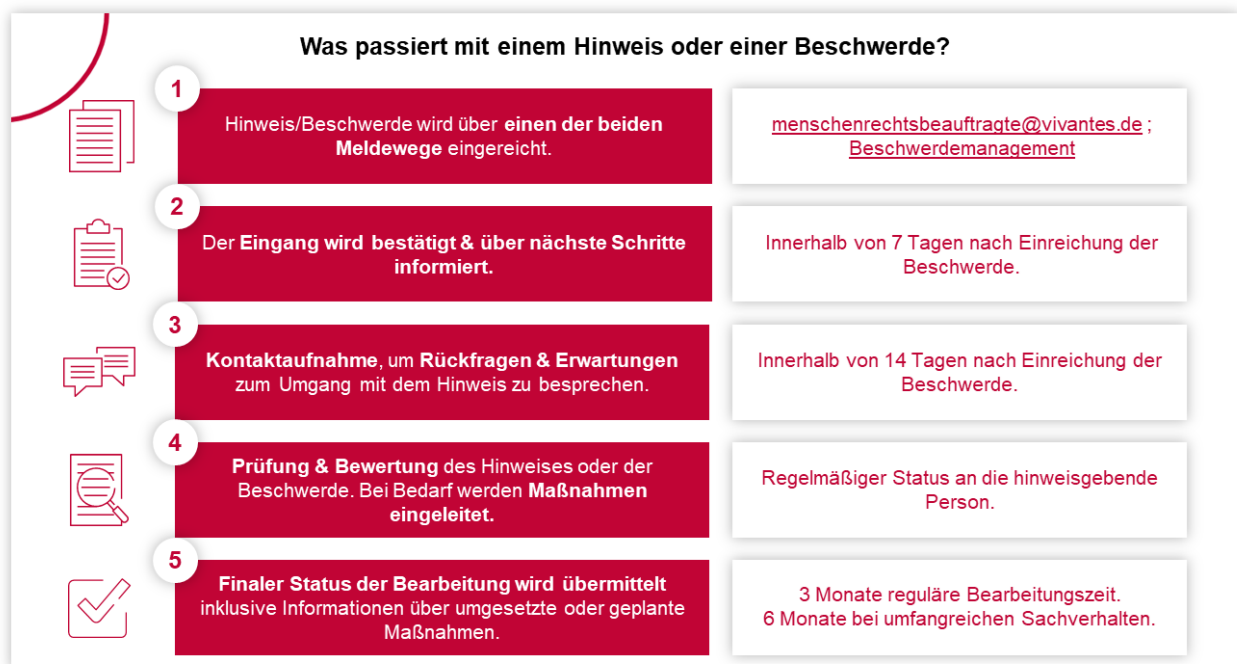 Was passiert mit einem Hinweis oder einer Beschwerde?
1
Hinweis/Beschwerde wird über einen der beiden
Meldewege eingereicht.
menschenrechtsbeauftragte@vivantes.de ;
Beschwerdemanagement
2
Der Eingang wird bestätigt & über nächste Schritte
informiert.
Innerhalb von 7 Tagen nach Einreichung der
Beschwerde.
3
Kontaktaufnahme, um Rückfragen & Erwartungen
zum Umgang mit dem Hinweis zu besprechen.
Innerhalb von 14 Tagen nach Einreichung der
Beschwerde.
4
Prüfung & Bewertung des Hinweises oder der
Beschwerde. Bei Bedarf werden Maßnahmen
eingeleitet.
Regelmäßiger Status an die hinweisgebende
Person.
5
Finaler Status der Bearbeitung wird übermittelt
inklusive Informationen über umgesetzte oder geplante
Maßnahmen.
3 Monate reguläre Bearbeitungszeit.
6 Monate bei umfangreichen Sachverhalten.